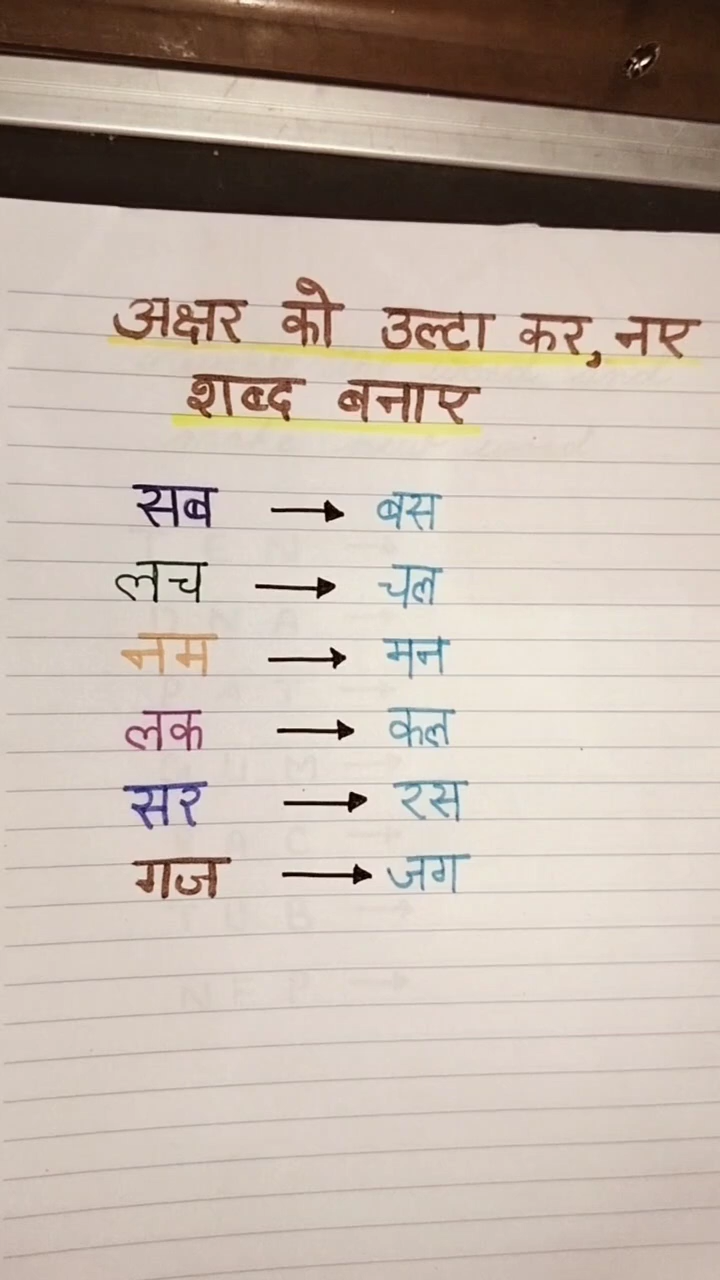 अक्षर को उल्टा कर, नए
शब्द बनाए
सब → बस
लच → चल
नम → मन
लक → कल
सर → रस
गज → जग